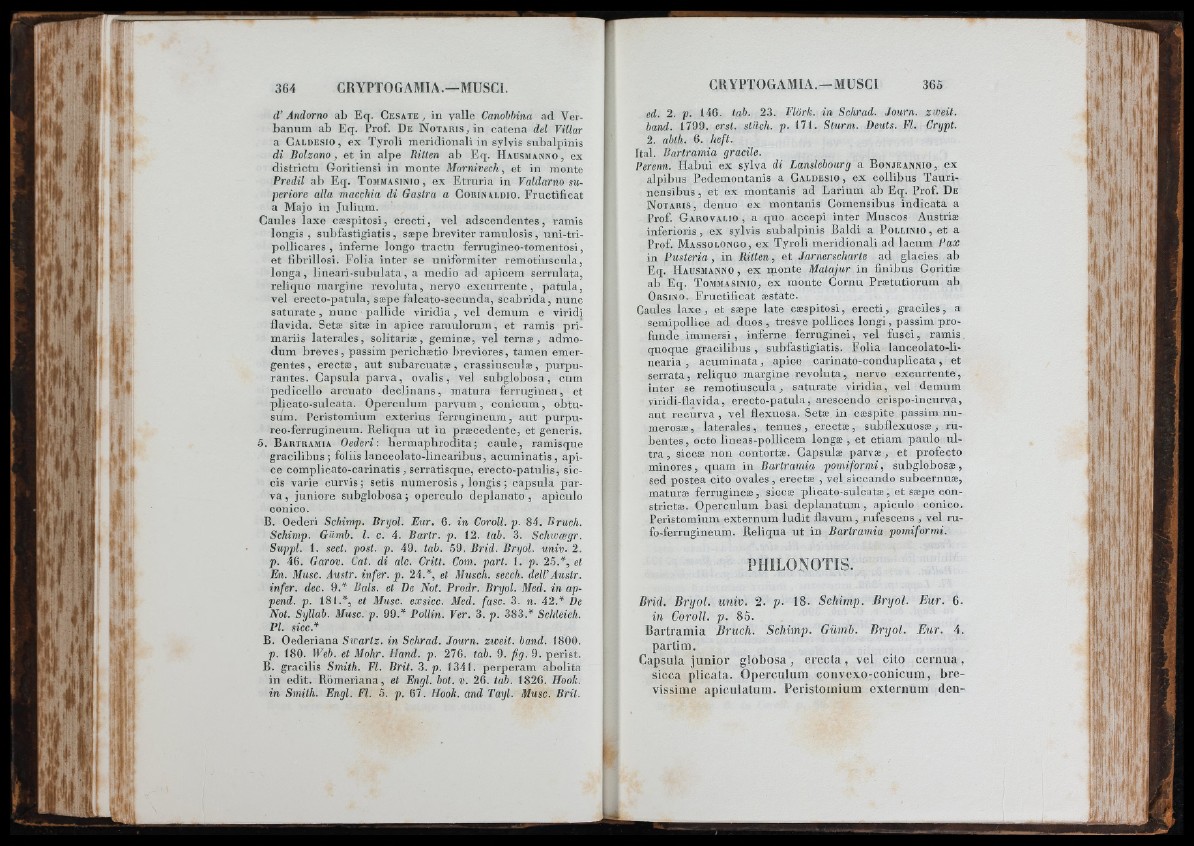 364 CRYPTOGAMIA.—MUSCI.
d' Andorno ab Eq. CESATE, in valle Canobbina ad Ver-
banum ab Eq. Prof. DE NOTARIS, in catena del Villar
a CALDESIO, ex Tyroli meridionali in sylvis subalpinis
di Bolzano, et in alpe Ritten ab Eq. HAUSMANNO, ex
districtu Goritiensi in monte Marnivech, et in monte
Predil ab Eq. TOMMASINIO, ex Etruria in Valdarno su-
periore alla macchia di Gastra a CORINALDIO. Fructificat
a Majo in Julium.
Caules laxe cæspitosi, erecti, vel adscendentes, ramis
longis, subfastigiatis, sæpe breviter ramulosis, uni-tri-
pollicares, inferne longo tractu ferrugineo-tomentosi,
et fibrillosi. Folia inter se uniformiter remotiuscula,
longa, lineari-subulata, a medio ad apicem serrulata,
reliquo margine revoluta, nervo excurrente, patula,
vel erecto-patula, sæpe falcato-secunda, scabrida, nunc
saturate, nunc pallide viridia, vel demum e viridj
flavida. Setæ sitæ in apice ramulorum, et ramis pri-
mariis laterales, solitariæ, geminæ, vel ternæ, admo-
dum breves, passim perichætio breviores, tamen emer-
gentes, erectæ, aut subarcuatæ, crassiusculæ, purpu-
rantes. Capsula parva, ovalis, vel subglobosa, cum
pedicello arcuato declinans, matura ferruginea, et
plicato-sulcata. Operculum parvum, conicum, obtu-
sum. Peristomium exterius ferrugineum, aut purpu-
reo-ferrugineum. Reliqua ut in præcedente, et generis.
5. BARTRAMIA Oederi: hermaphrodita; caule, ramisque
gracilibus; foliis lanceolato-linearibus, acuminatis, api-
ce complicato-carinatis, serratisque, erecto-patulis, sic-
cis varie curvis; setis numerosis, longis; capsula par-
va, juniore subglobosa; operculo deplanato, apiculo
conico.
B. Oederi Schimp. Bryol. Eur. 6. in Coroll. p. 84. Bruch.
Schimp. Gümb. l. c. 4. Bartr. p. 12. tab. 3. Schwægr.
Suppl. 1. sect. post. p. 49. tab. 59. Brid. Bryol. univ. 2.
p. 46. Garov. Cat. di alc. Critt. Com. part. 1. p. 25.*, et
En. Musc. Austr. infer. p. 24.*, et Musch. secch. dell'Austr.
infer. dec. 9.* Bals. et De Not. Prodr. Bryol. Med. in ap-
pend. p. 181.*, et Musc. exsicc. Med. fasc. 3. n. 42.* De
Not. Syllab. Musc. p. 99.* Pollin. Ver. 3. p. 383.* Schleich.
Pl. sicc.*
B. Oederiana Swartz. in Schrad. Journ. zweit. band. 1800.
p. 180. Web. et Mohr. Hand. p. 276. tab. 9. fig. 9. perist.
B. gracilis Smith. Fl. Brit. 3. p. 1341. perperam abolita
in edit. Römeriana, et Engl. bot. v. 26. tab. 1826. Hook.
in Smith. Engl. Fl. 5. p. 67. Hook. and Tayl. Musc. Brit.
CRYPTOGAMIA.—MUSCI 365
ed. 2. p. 146. tab. 23. Flörk. in Schrad. Journ. zweit.
band. 1799. erst. stüch. p. 171. Sturm. Deuts. Fl. Crypt.
2. abth. 6. heft.
Ital. Bartramia gracile.
Perenn. Habui ex sylva di Lanslebourg a BONJEANNIO, ex
alpibus Pedemontanis a CALDESIO, ex collibus Tauri-
nensibus, et ex montanis ad Larium ab Eq. Prof. DE
NOTARIS, denuo ex montanis Comensibus indicata a
Prof. GAROVALIO, a quo accepi inter Muscos Austriæ
inferioris, ex sylvis subalpinis Baldi a POLLINIO, et a
Prof. MASSOLONGO, ex Tyroli meridionali ad lacum Pax
in Pusteria, in Ritten, et Jarnerscharte ad glacies ab
Eq. HAUSMANNO, ex monte Matajur in finibus Goritiæ
ab Eq. TOMMASINIO, ex monte Cornu Prætutiorum ab
ORSINO. Fructificat æstate.
Caules laxe, et sæpe late cæspitosi, erecti, graciles, a
semipollice ad duos, tresve pollices longi, passim pro-
funde immersi, inferne ferruginei, vel fusci, ramis
quoque gracilibus, subfastigiatis. Folia lanceolato-li-
nearia, acuminata, apice carinato-conduplicata, et
serrata, reliquo margine revoluta, nervo excurrente,
inter se remotiuscula, saturate viridia, vel demum
viridi-flavida, erecto-patula, arescendo crispo-incurva,
aut recurva, vel flexuosa. Setæ in cæspite passim nu-
merosæ, laterales, tenues, erectæ, subflexuosæ, ru-
bentes, octo lineas-pollicem longæ, et etiam paulo ul-
tra, siccæ non contortæ. Capsulæ parvæ, et profecto
minores, quam in Bartramia pomiformi, subglobosæ,
sed postea cito ovales, erectæ, vel siccando subcernuæ,
maturæ ferrugineæ, siccæ plicato-sulcatæ, et sæpe con-
strictæ. Operculum basi deplanatum, apiculo conico.
Peristomium externum ludit flavum, rufescens, vel ru-
fo-ferrugineum. Reliqua ut in Bartramia pomiformi.
PHILONOTIS.
Brid. Bryol. univ. 2. p. 18. Schimp. Bryol. Eur. 6.
in Coroll. p. 85.
Bartramia Bruch. Schimp. Gümb. Bryol. Eur. 4.
partim.
Capsula junior globosa, erecta, vel cito cernua,
sicca plicata. Operculum convexo-conicum, bre-
vissime apiculatum. Peristomium externum den-